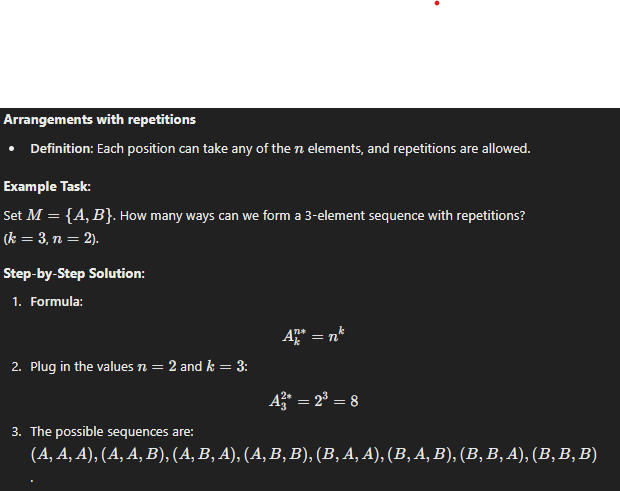 Arrangements with repetitions
• Definition: Each position can take any of the n elements, and repetitions are allowed.
Example Task:
Set M = {A, B}. How many ways can we form a 3-element sequence with repetitions?
(k = 3, n = 2).
Step-by-Step Solution:
1. Formula:
A_k^{n*} = n^k
2. Plug in the values n = 2 and k = 3:
A_3^{2*} = 2^3 = 8
3. The possible sequences are:
(A, A, A), (A, A, B), (A, B, A), (A, B, B), (B, A, A), (B, A, B), (B, B, A), (B, B, B)
.